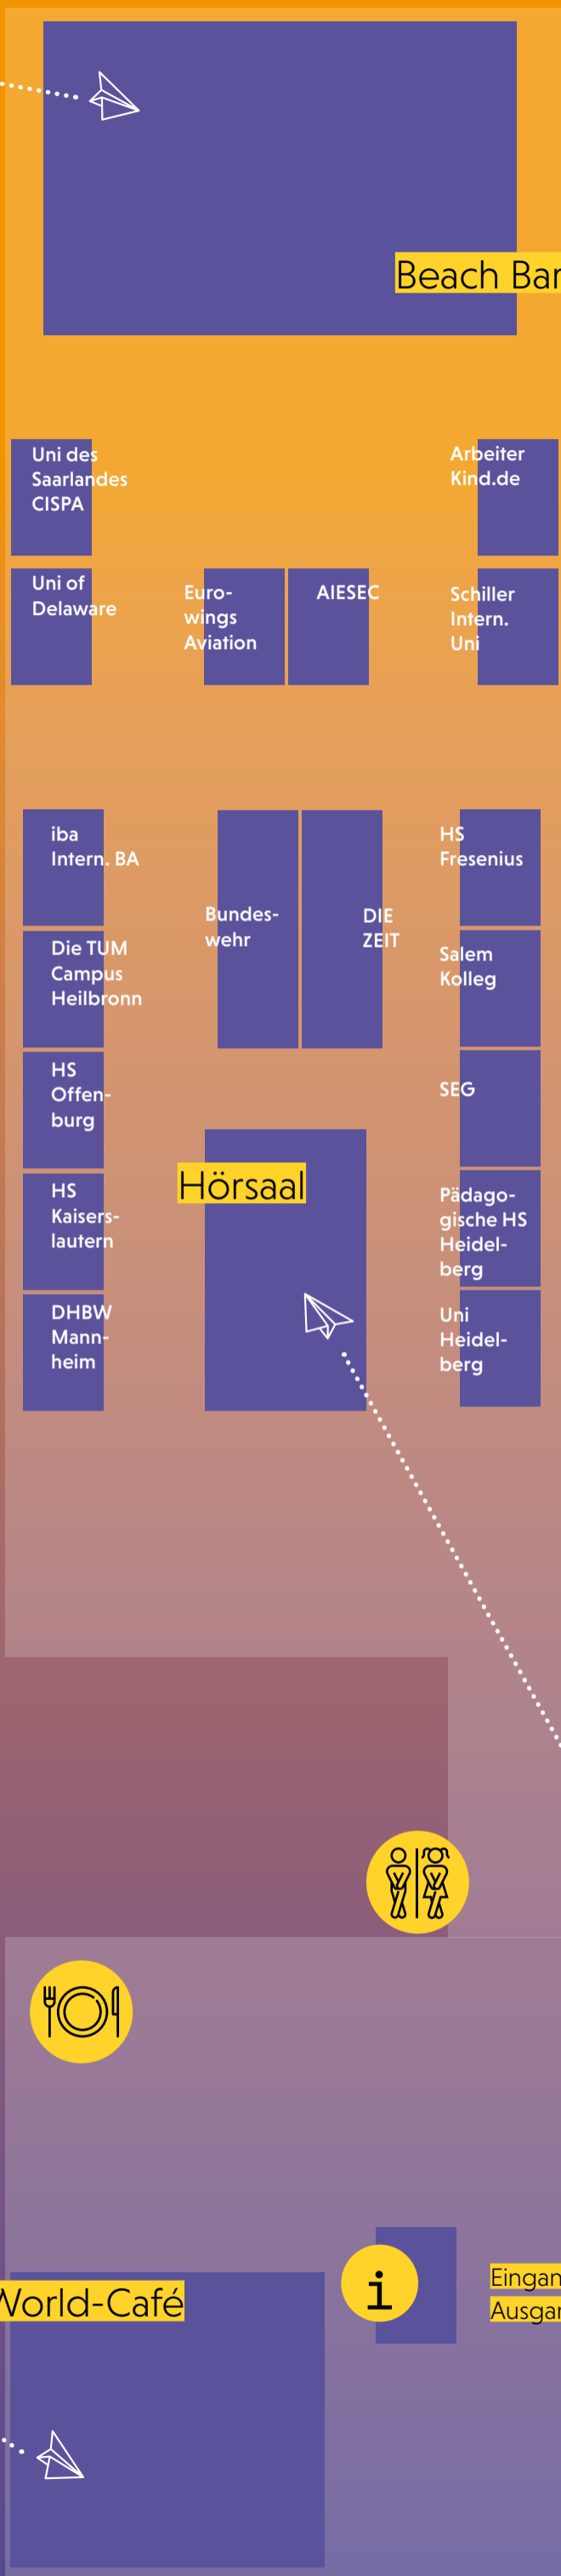 Beach Bar
Uni des
Saarlandes
CISPA
Arbeiter
Kind.de
Uni of
Delaware
Euro-
wings
Aviation
AIESEC
Schiller
Intern.
Uni
iba
Intern. BA
HS
Fresenius
Bundes-
wehr
DIE
ZEIT
Die TUM
Campus
Heilbronn
Salem
Kolleg
HS
Offen-
burg
SEG
Hörsaal
HS
Kaisers-
lautern
Pädago-
gische HS
Heidel-
berg
DHBW
Mann-
heim
Uni
Heidel-
berg
i
World-Café
Eingan
Ausgan